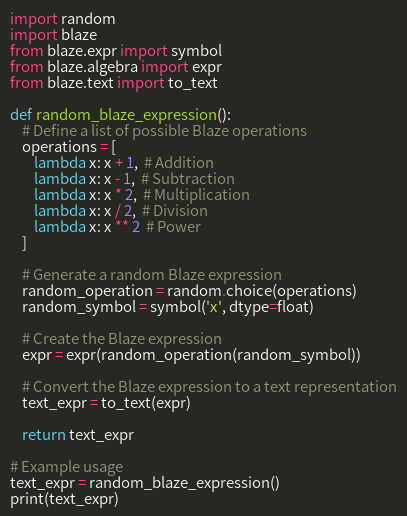 import random
import blaze
from blaze.expr import symbol
from blaze.algebra import expr
from blaze.text import to_text

def random_blaze_expression():
    # Define a list of possible Blaze operations
    operations = [
        lambda x: x + 1,  # Addition
        lambda x: x - 1,  # Subtraction
        lambda x: x * 2,  # Multiplication
        lambda x: x / 2,  # Division
        lambda x: x ** 2  # Power
    ]

    # Generate a random Blaze expression
    random_operation = random.choice(operations)
    random_symbol = symbol('x', dtype=float)

    # Create the Blaze expression
    expr = expr(random_operation(random_symbol))

    # Convert the Blaze expression to a text representation
    text_expr = to_text(expr)

    return text_expr

# Example usage
text_expr = random_blaze_expression()
print(text_expr)